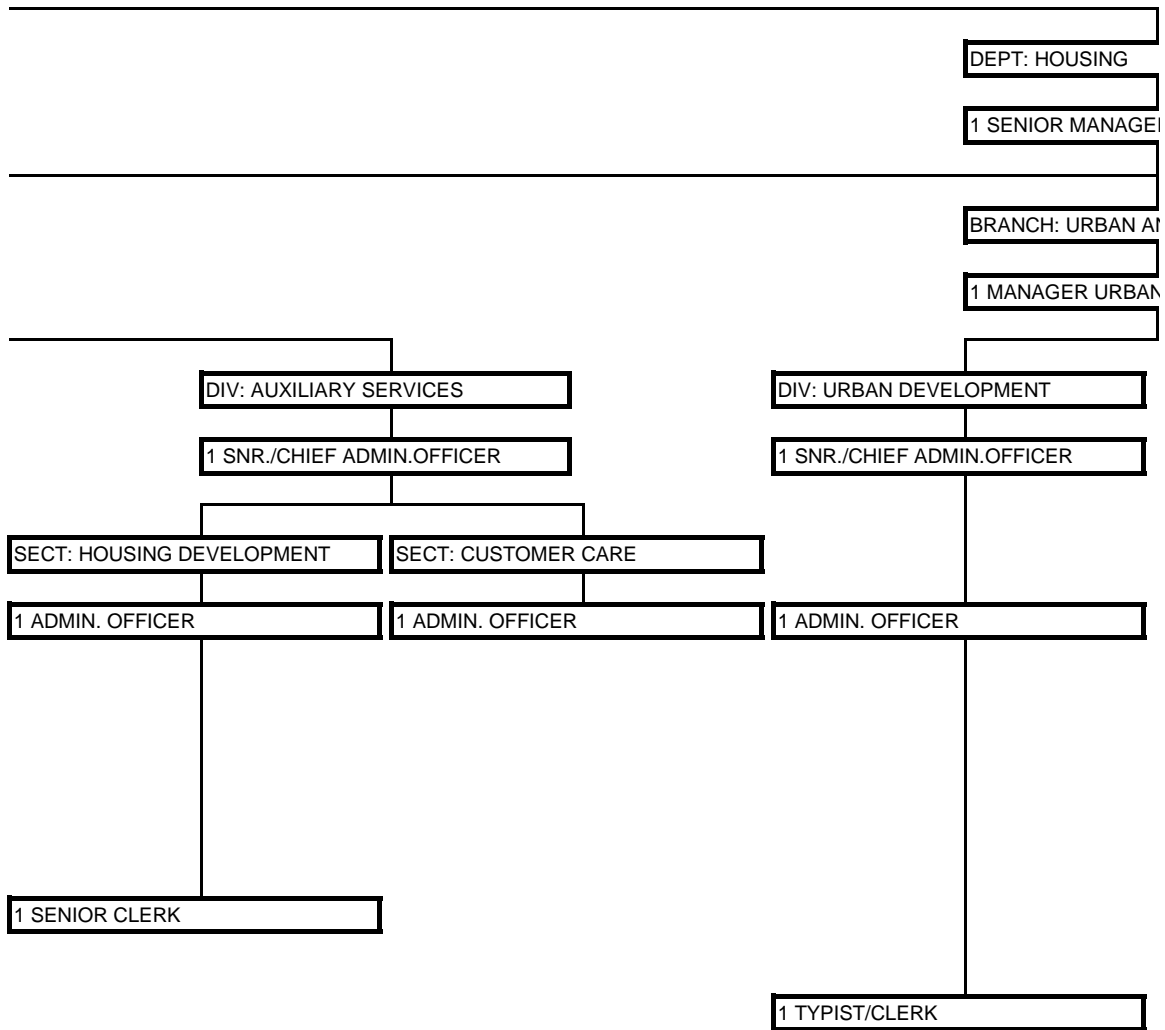 DEPT: HOUSING
1 SENIOR MANAGER
BRANCH: URBAN
1 MANAGER URBAN
DIV: AUXILIARY SERVICES
DIV: URBAN DEVELOPMENT
1 SNR./CHIEF ADMIN.OFFICER
1 SNR./CHIEF ADMIN.OFFICER
SECT: HOUSING DEVELOPMENT
SECT: CUSTOMER CARE
1 ADMIN. OFFICER
1 ADMIN. OFFICER
1 ADMIN. OFFICER
1 SENIOR CLERK
1 TYPIST/CLERK